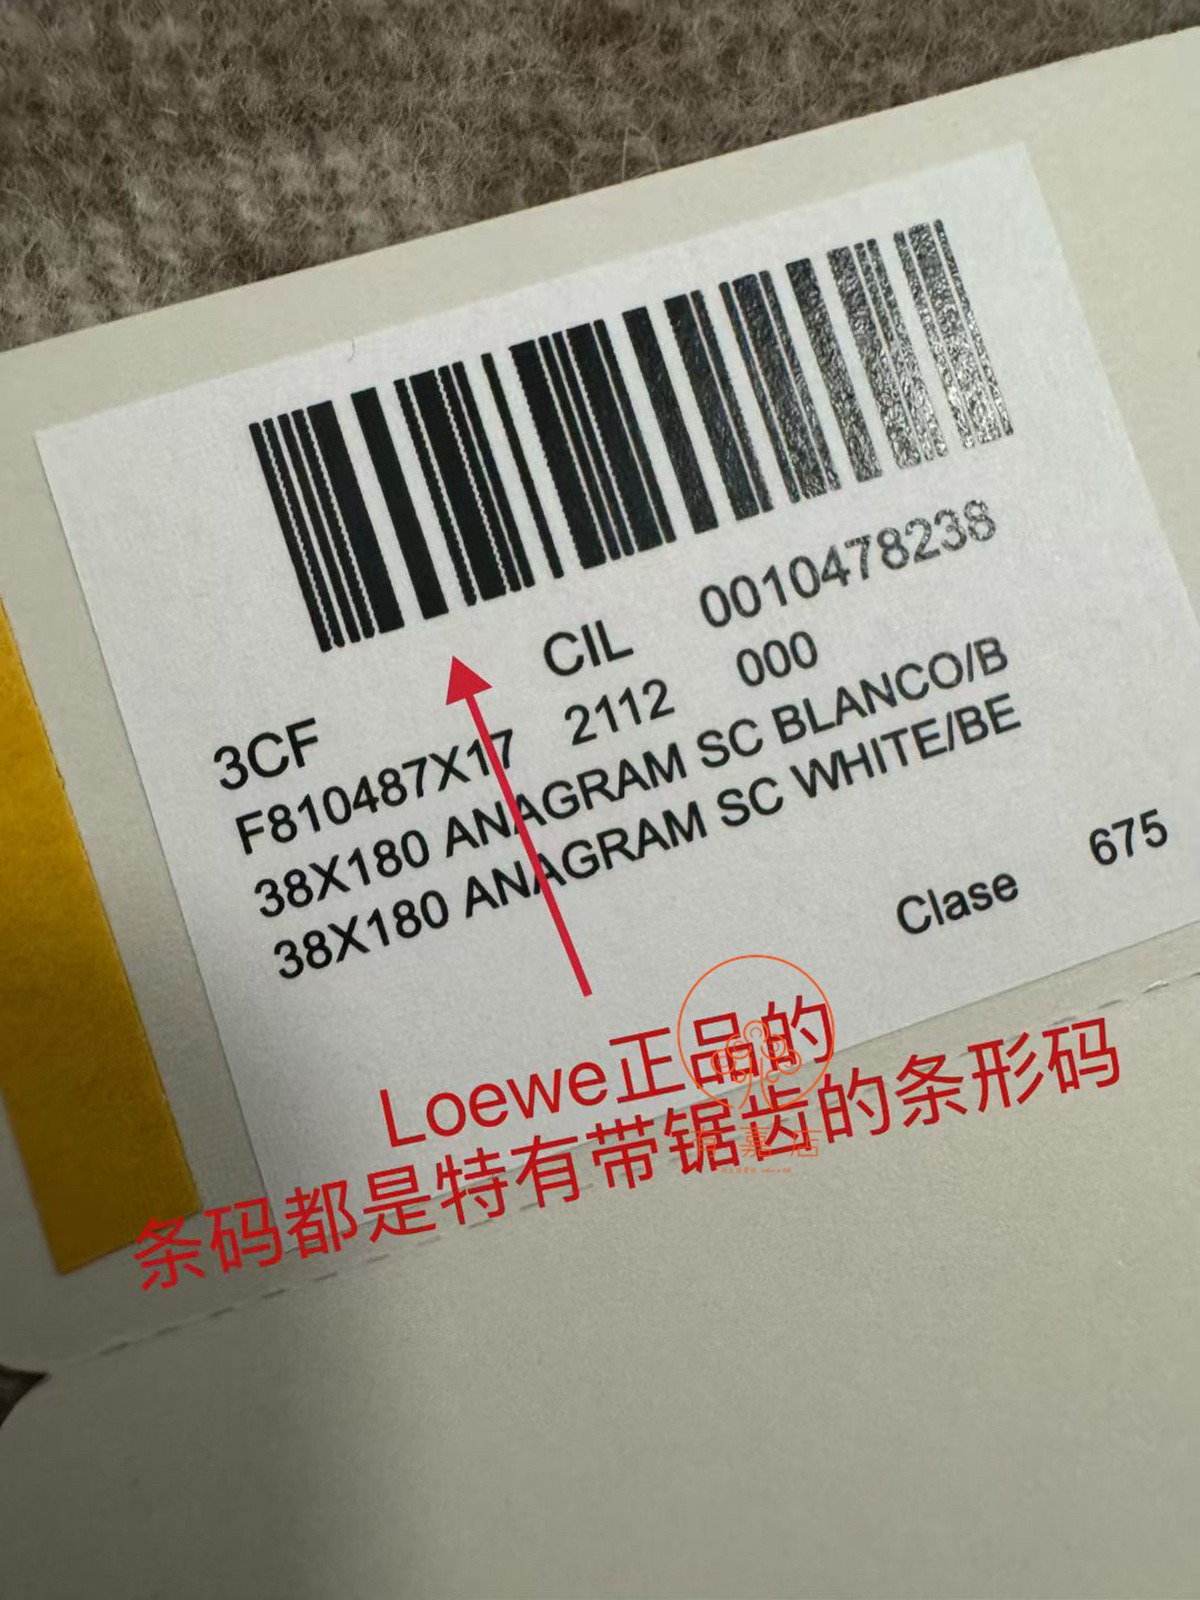 CIL 0010478238
3CF
F810487X17 2112 000
38X180 ANAGRAM SC BLANCO/B
38X180 ANAGRAM SC WHITE/BE
Clase 675
Loewe正品的
条码都是特有带锯齿的条形码